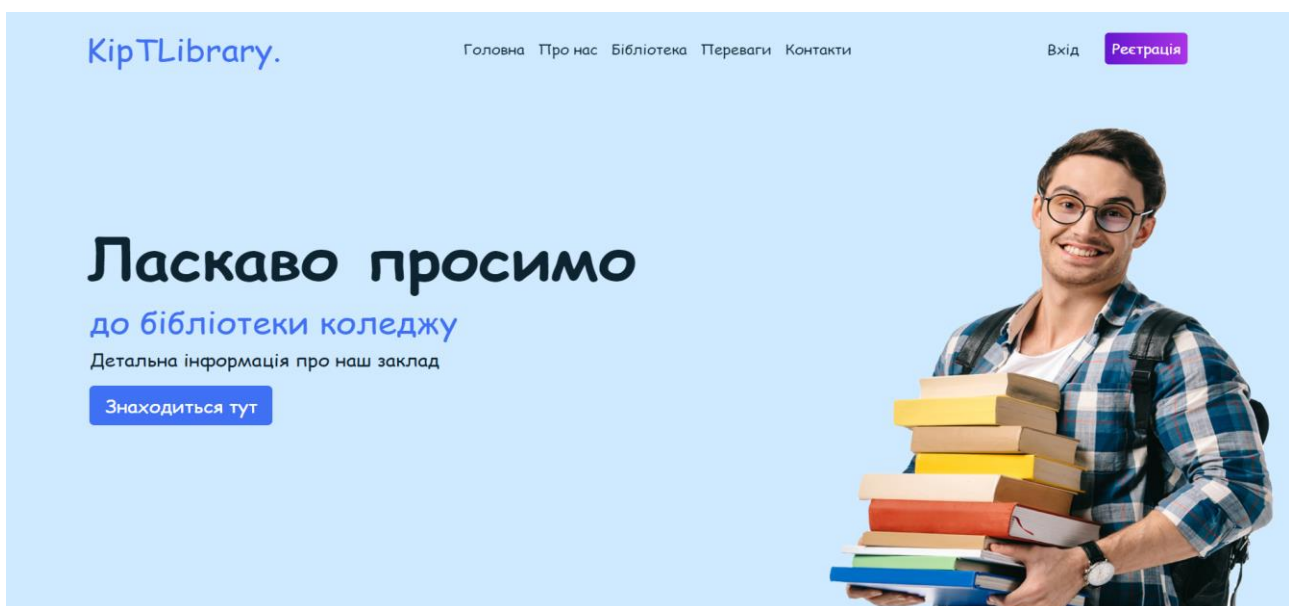 KipTLibrary.
Головна Про нас Бібліотека Переваги Контакти
Вхід Реєтрація
Ласкаво просимо
до бібліотеки коледжу
Детальна інформація про наш заклад
Знаходиться тут